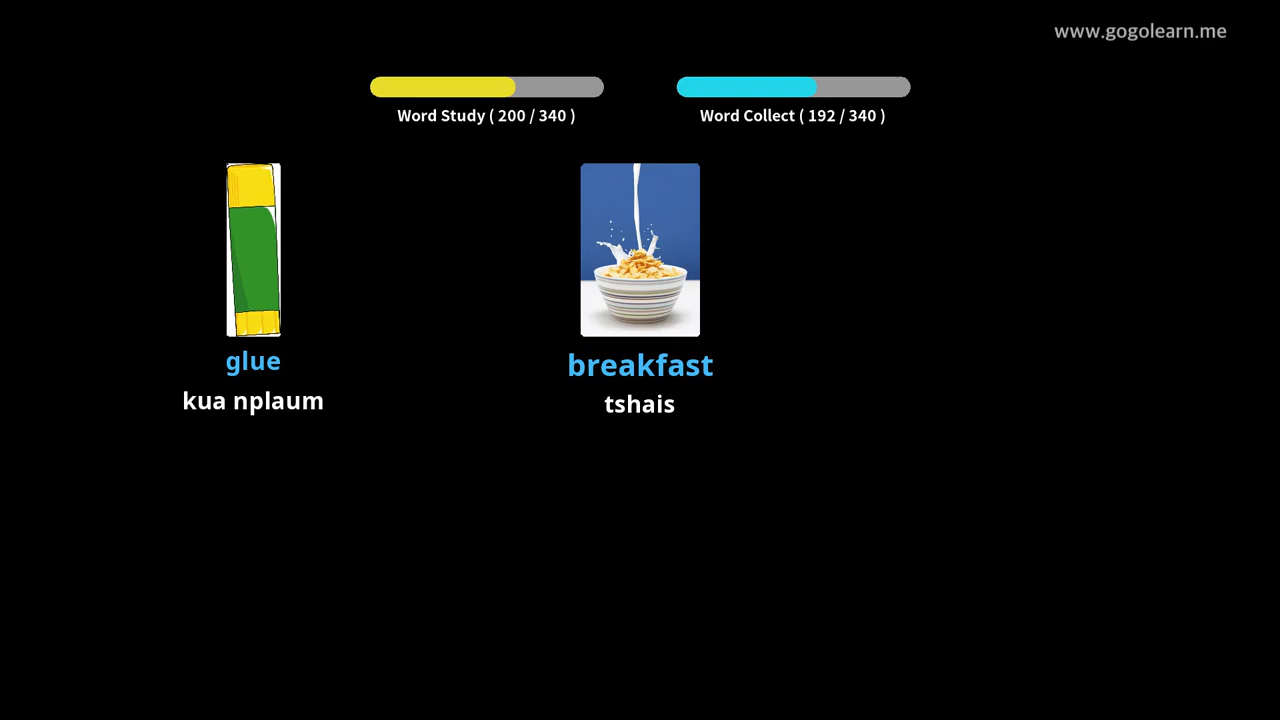 www.gogolearn.me
Word Study ( 200 / 340 )
Word Collect ( 192 / 340 )
glue
kua nplaum
breakfast
tshais